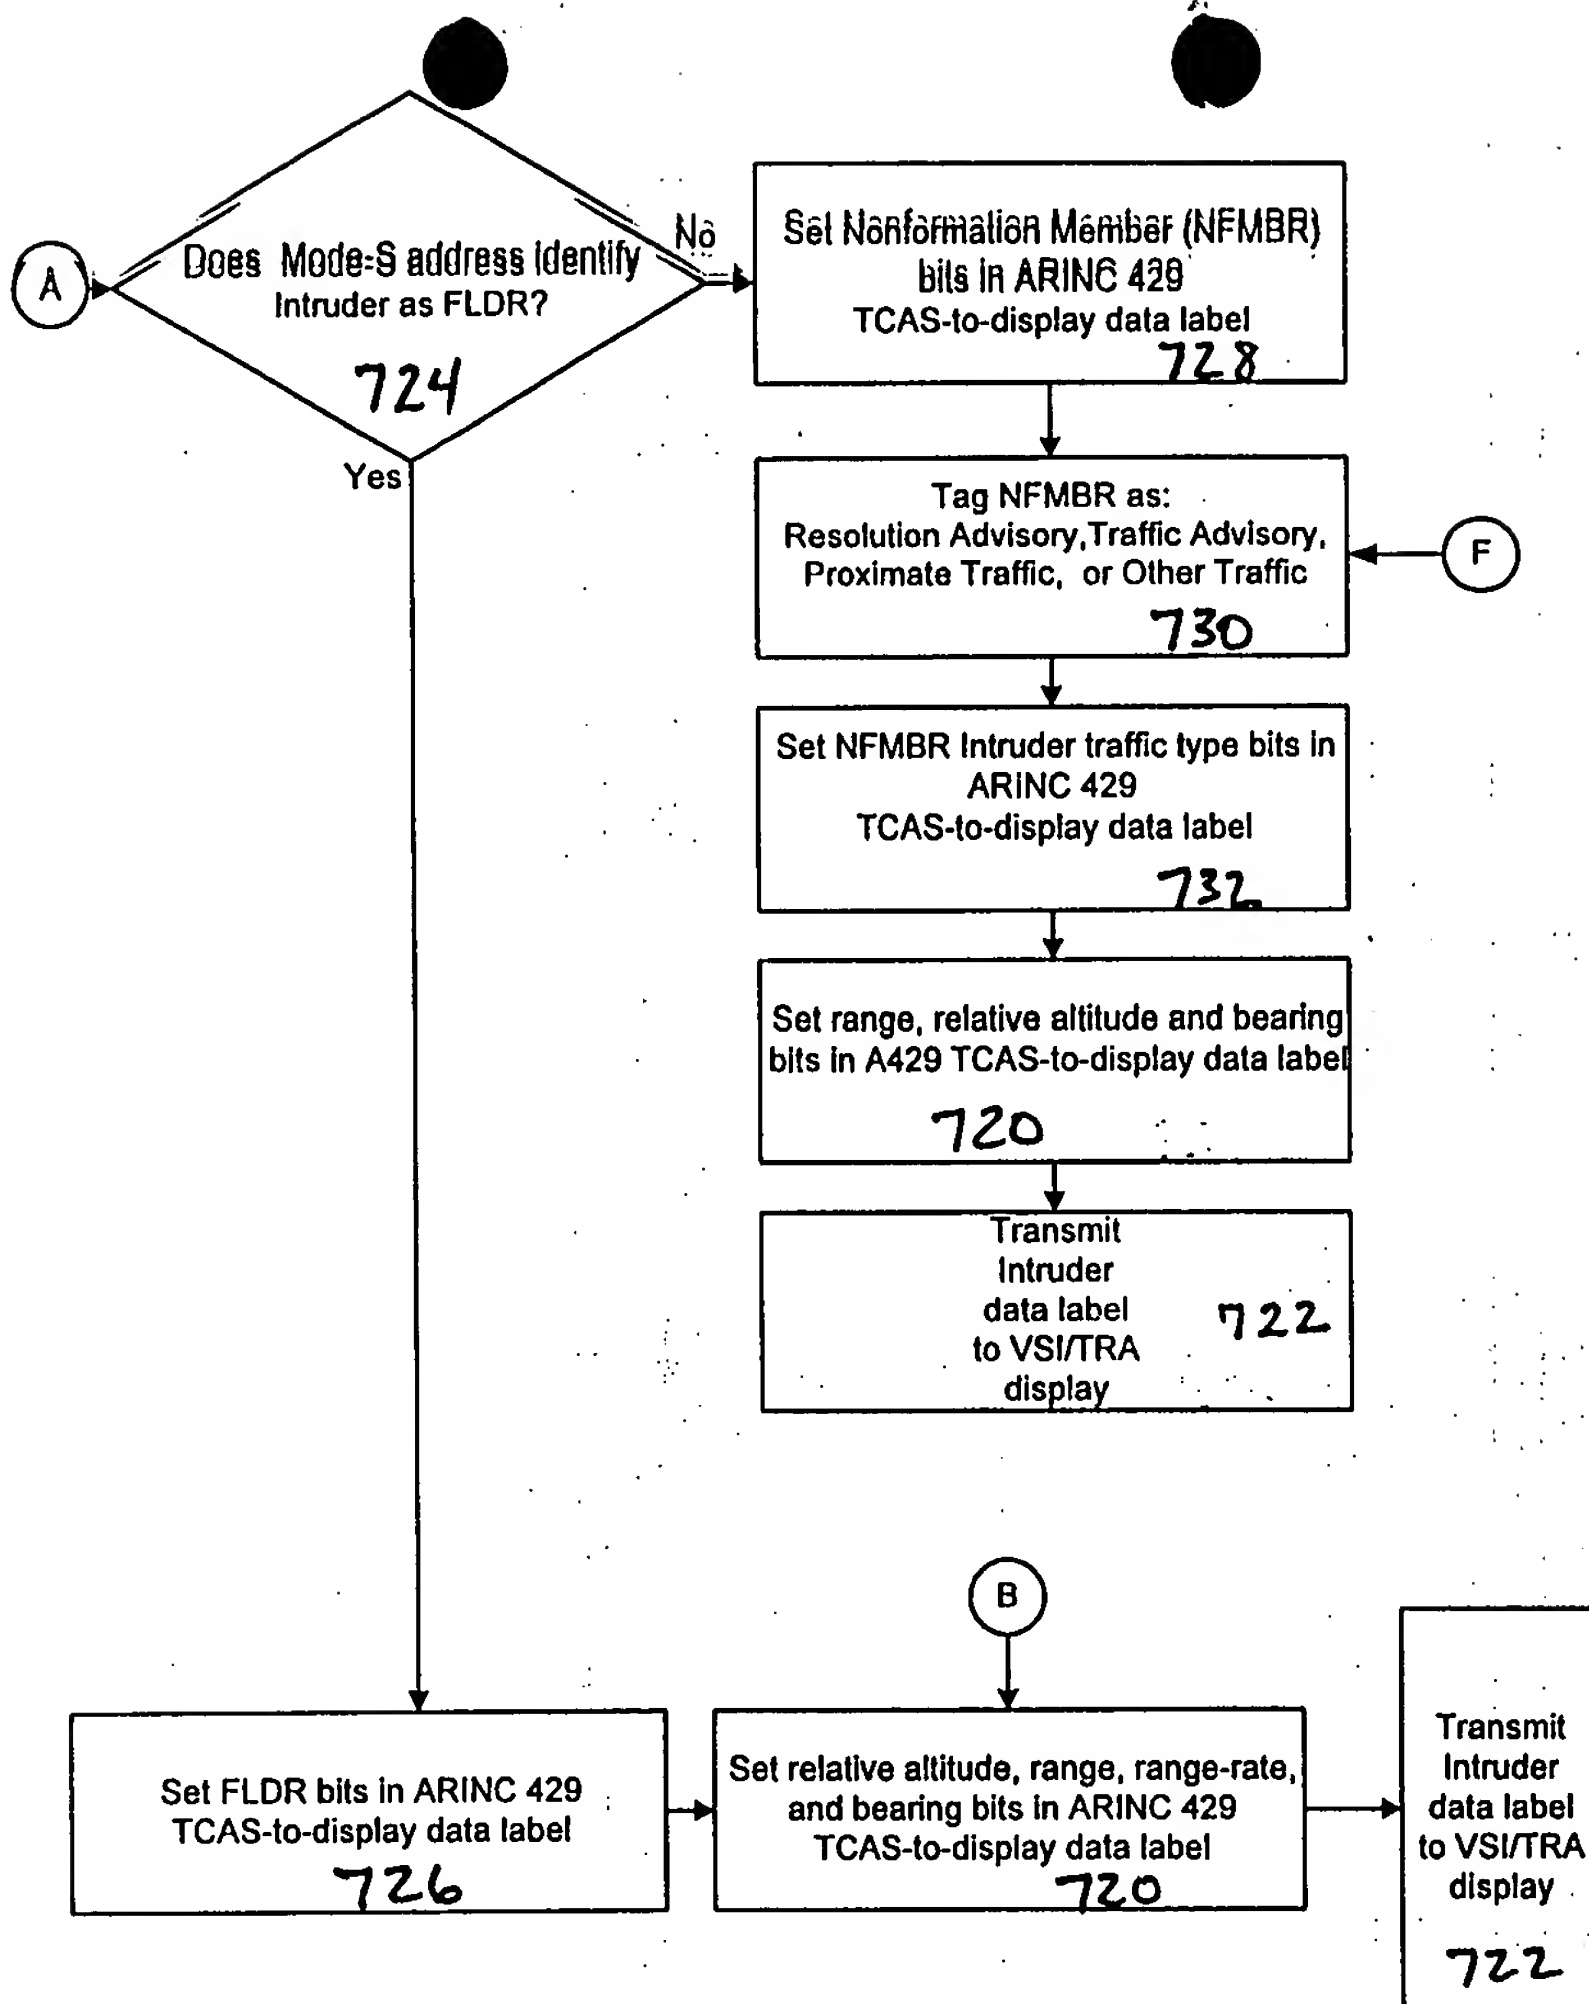 A
Does Mode-S address identify
Intruder as FLDR?
724
No
Yes
Set Nonformation Member (NFMBR)
bits in ARINC 429
TCAS-to-display data label
728
Tag NFMBR as:
Resolution Advisory, Traffic Advisory,
Proximate Traffic, or Other Traffic
730
F
Set NFMBR Intruder traffic type bits in
ARINC 429
TCAS-to-display data label
732
Set range, relative altitude and bearing
bits in A429 TCAS-to-display data label
720
Transmit
Intruder
data label
to VSI/TRA
display
722
B
Set FLDR bits in ARINC 429
TCAS-to-display data label
726
Set relative altitude, range, range-rate,
and bearing bits in ARINC 429
TCAS-to-display data label
720
Transmit
Intruder
data label
to VSI/TRA
display
722